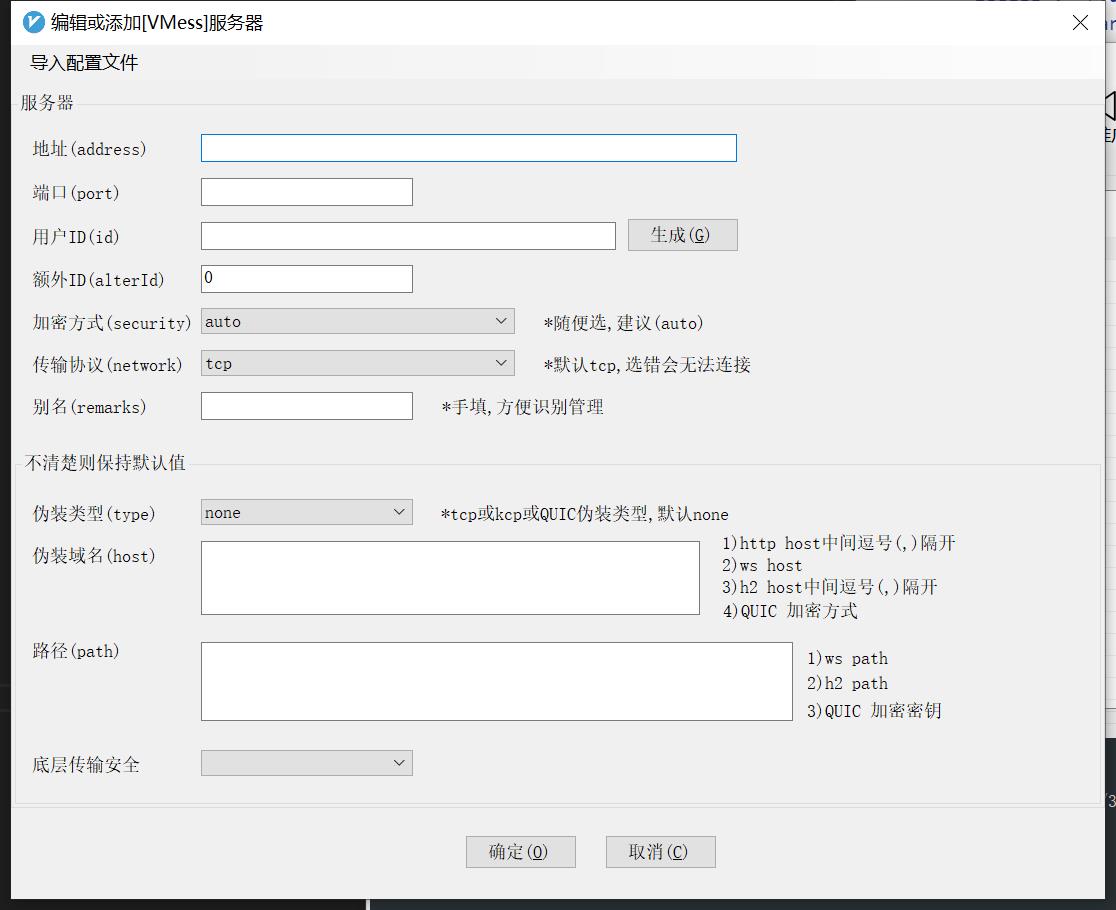 编辑或添加[VMess]服务器
导入配置文件
服务器
地址(address)
端口(port)
用户ID(id)
生成(G)
额外ID(alterId)
0
加密方式(security)
auto
*随便选,建议(auto)
传输协议(network)
tcp
*默认tcp,选错会无法连接
别名(remarks)
*手填,方便识别管理
不清楚则保持默认值
伪装类型(type)
none
*tcp或kcp或QUIC伪装类型,默认none
伪装域名(host)
1)http host中间逗号(,)隔开
2)ws host
3)h2 host中间逗号(,)隔开
4)QUIC 加密方式
路径(path)
1)ws path
2)h2 path
3)QUIC 加密密钥
底层传输安全
确定(O)
取消(C)